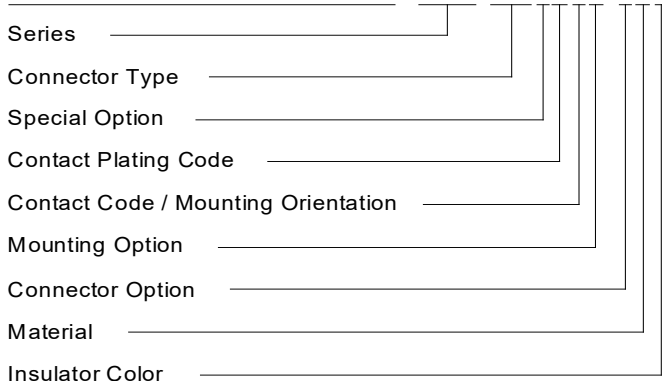 Series
Connector Type
Special Option
Contact Plating Code
Contact Code / Mounting Orientation
Mounting Option
Connector Option
Material
Insulator Color